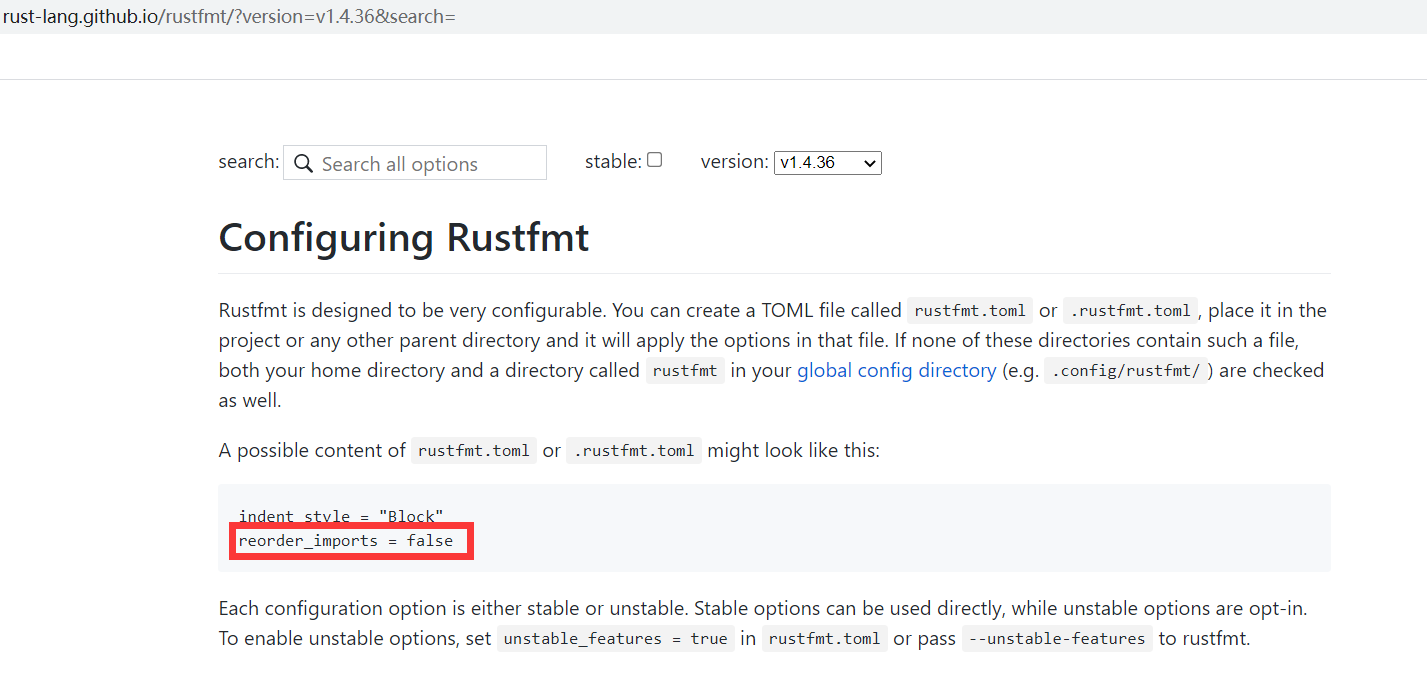 rust-lang.github.io/rustfmt/?version=v1.4.36&search=
search: Search all options stable: version: v1.4.36
Configuring Rustfmt
Rustfmt is designed to be very configurable. You can create a TOML file called rustfmt.toml or .rustfmt.toml, place it in the
project or any other parent directory and it will apply the options in that file. If none of these directories contain such a file,
both your home directory and a directory called rustfmt in your global config directory (e.g. .config/rustfmt/ ) are checked
as well.
A possible content of rustfmt.toml or .rustfmt.toml might look like this:
indent_style = "Block"
reorder_imports = false
Each configuration option is either stable or unstable. Stable options can be used directly, while unstable options are opt-in.
To enable unstable options, set unstable_features = true in rustfmt.toml or pass --unstable-features to rustfmt.